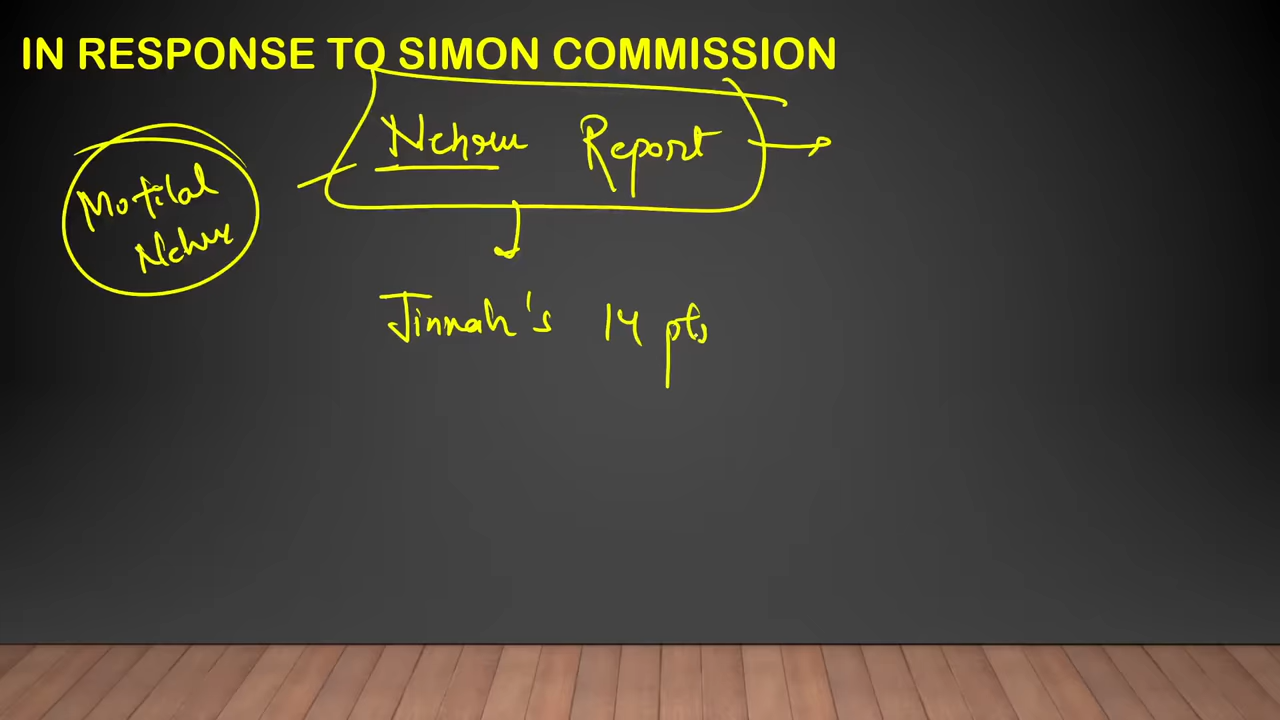 IN RESPONSE TO SIMON COMMISSION
Nehru Report
Motilal
Nehru
Jinnah's 14 pts